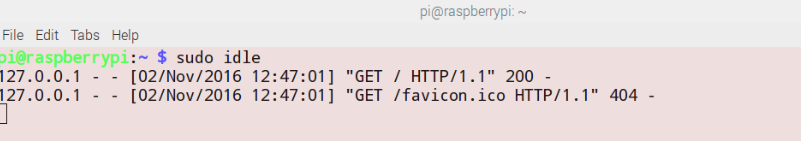 pi@raspberrypi: ~
File Edit Tabs Help
pi@raspberrypi:~ $ sudo idle
127.0.0.1 - - [02/Nov/2016 12:47:01] "GET / HTTP/1.1" 200 -
127.0.0.1 - - [02/Nov/2016 12:47:01] "GET /favicon.ico HTTP/1.1" 404 -